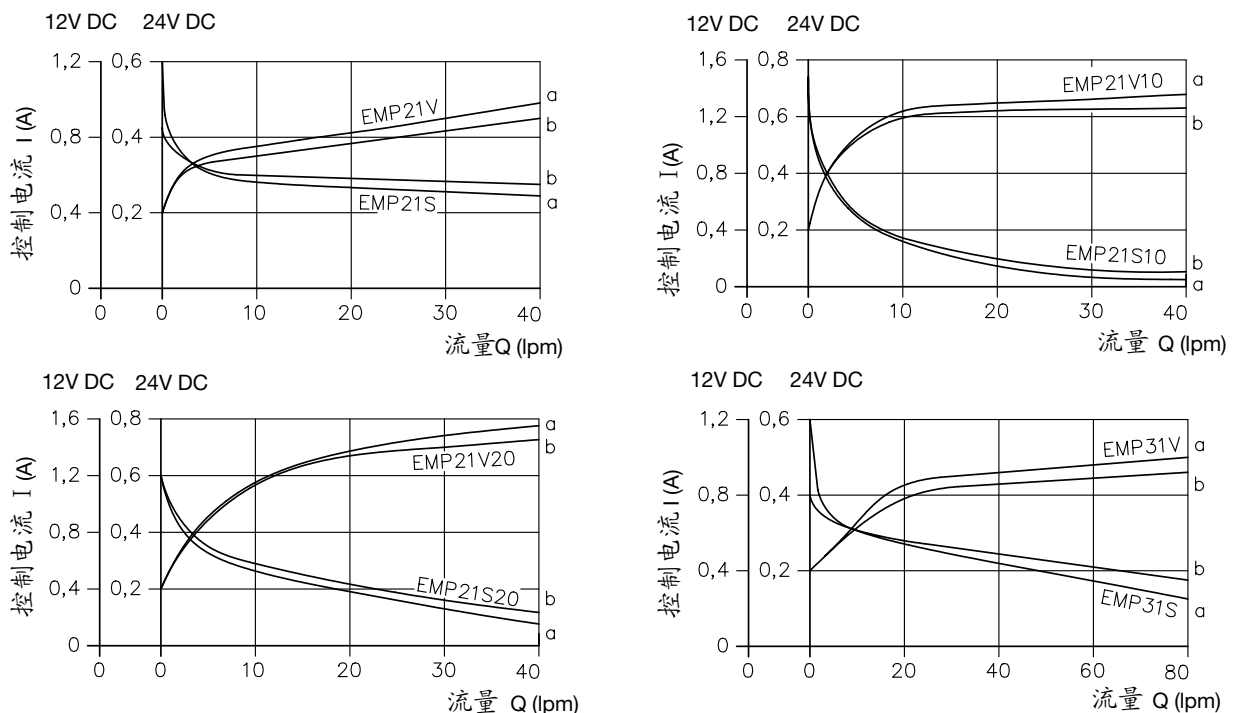 12V DC 24V DC
1,2 0,6
0,8 0,4
0,4 0,2
0
控制电流 I (A)
EMP21V
a
b
EMP21S
b
a
0 0 10 20 30 40
流量Q (lpm)
12V DC 24V DC
1,6 0,8
1,2 0,6
0,8 0,4
0,4 0,2
0
控制电流 I (A)
EMP21V10
a
b
EMP21S10
b
a
0 0 10 20 30 40
流量 Q (lpm)
12V DC 24V DC
1,6 0,8
1,2 0,6
0,8 0,4
0,4 0,2
0
控制电流 I (A)
a
b
EMP21V20
EMP21S20
b
a
0 0 10 20 30 40
流量 Q (lpm)
12V DC 24V DC
1,2 0,6
0,8 0,4
0,4 0,2
0
控制电流 I (A)
EMP31V
a
b
EMP31S
b
a
0 0 20 40 60 80
流量 Q (lpm)